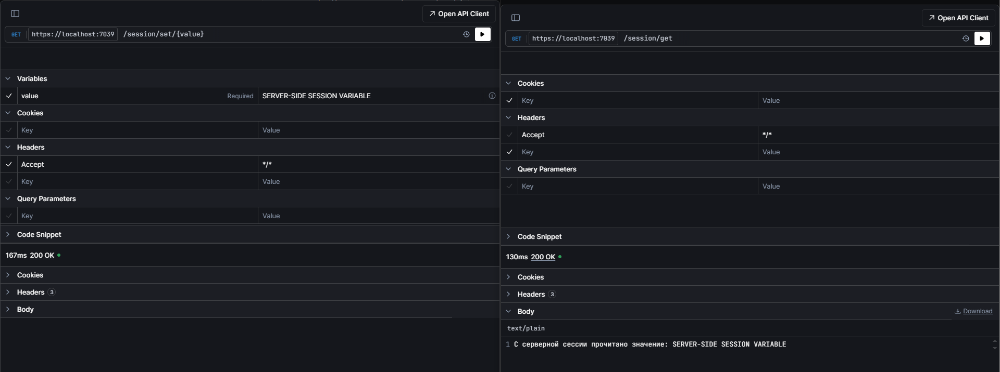 Open API Client
GET https://localhost:7039 /session/set/{value}
Variables
value Required SERVER-SIDE SESSION VARIABLE
Cookies
Key Value
Headers
Accept */*
Key Value
Query Parameters
Key Value
Code Snippet
167ms 200 OK
Cookies
Headers 3
Body
Open API Client
GET https://localhost:7039 /session/get
Cookies
Key Value
Headers
Accept */*
Key Value
Query Parameters
Key Value
Code Snippet
130ms 200 OK
Cookies
Headers 3
Body Download
text/plain
1 С серверной сессии прочитано значение: SERVER-SIDE SESSION VARIABLE